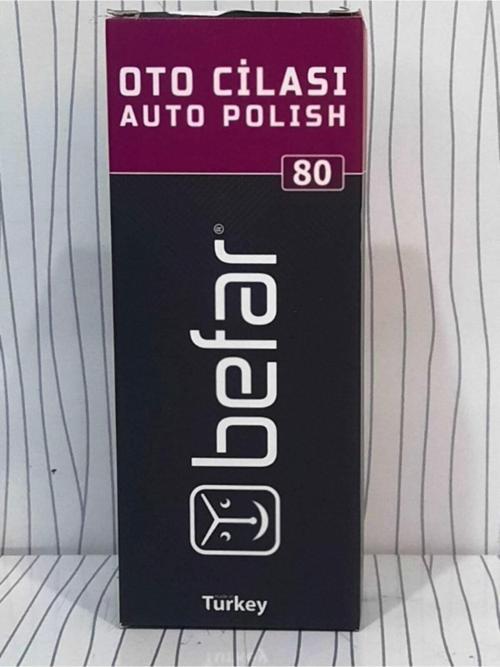 OTO CİLASI
AUTO POLISH
80
befar®
Turkey